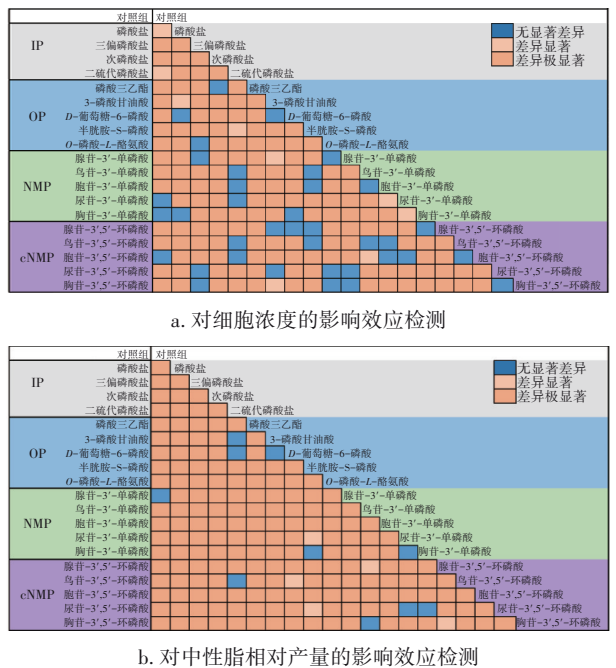 对照组 对照组
无显著差异
差异显著
差异极显著
IP
磷酸盐 磷酸盐
三偏磷酸盐 三偏磷酸盐
次磷酸盐 次磷酸盐
二硫代磷酸盐 二硫代磷酸盐
OP
磷酸三乙酯 磷酸三乙酯
3-磷酸甘油酸 3-磷酸甘油酸
D-葡萄糖-6-磷酸 D-葡萄糖-6-磷酸
半胱胺-S-磷酸 半胱胺-S-磷酸
O-磷酸-L-酪氨酸 O-磷酸-L-酪氨酸
NMP
腺苷-3′-单磷酸 腺苷-3′-单磷酸
鸟苷-3′-单磷酸 鸟苷-3′-单磷酸
胞苷-3′-单磷酸 胞苷-3′-单磷酸
尿苷-3′-单磷酸 尿苷-3′-单磷酸
胸苷-3′-单磷酸 胸苷-3′-单磷酸
cNMP
腺苷-3′,5′-环磷酸 腺苷-3′,5′-环磷酸
鸟苷-3′,5′-环磷酸 鸟苷-3′,5′-环磷酸
胞苷-3′,5′-环磷酸 胞苷-3′,5′-环磷酸
尿苷-3′,5′-环磷酸 尿苷-3′,5′-环磷酸
胸苷-3′,5′-环磷酸 胸苷-3′,5′-环磷酸
a. 对细胞浓度的影响效应检测
对照组 对照组
无显著差异
差异显著
差异极显著
IP
磷酸盐 磷酸盐
三偏磷酸盐 三偏磷酸盐
次磷酸盐 次磷酸盐
二硫代磷酸盐 二硫代磷酸盐
OP
磷酸三乙酯 磷酸三乙酯
3-磷酸甘油酸 3-磷酸甘油酸
D-葡萄糖-6-磷酸 D-葡萄糖-6-磷酸
半胱胺-S-磷酸 半胱胺-S-磷酸
O-磷酸-L-酪氨酸 O-磷酸-L-酪氨酸
NMP
腺苷-3′-单磷酸 腺苷-3′-单磷酸
鸟苷-3′-单磷酸 鸟苷-3′-单磷酸
胞苷-3′-单磷酸 胞苷-3′-单磷酸
尿苷-3′-单磷酸 尿苷-3′-单磷酸
胸苷-3′-单磷酸 胸苷-3′-单磷酸
cNMP
腺苷-3′,5′-环磷酸 腺苷-3′,5′-环磷酸
鸟苷-3′,5′-环磷酸 鸟苷-3′,5′-环磷酸
胞苷-3′,5′-环磷酸 胞苷-3′,5′-环磷酸
尿苷-3′,5′-环磷酸 尿苷-3′,5′-环磷酸
胸苷-3′,5′-环磷酸 胸苷-3′,5′-环磷酸
b. 对中性脂相对产量的影响效应检测